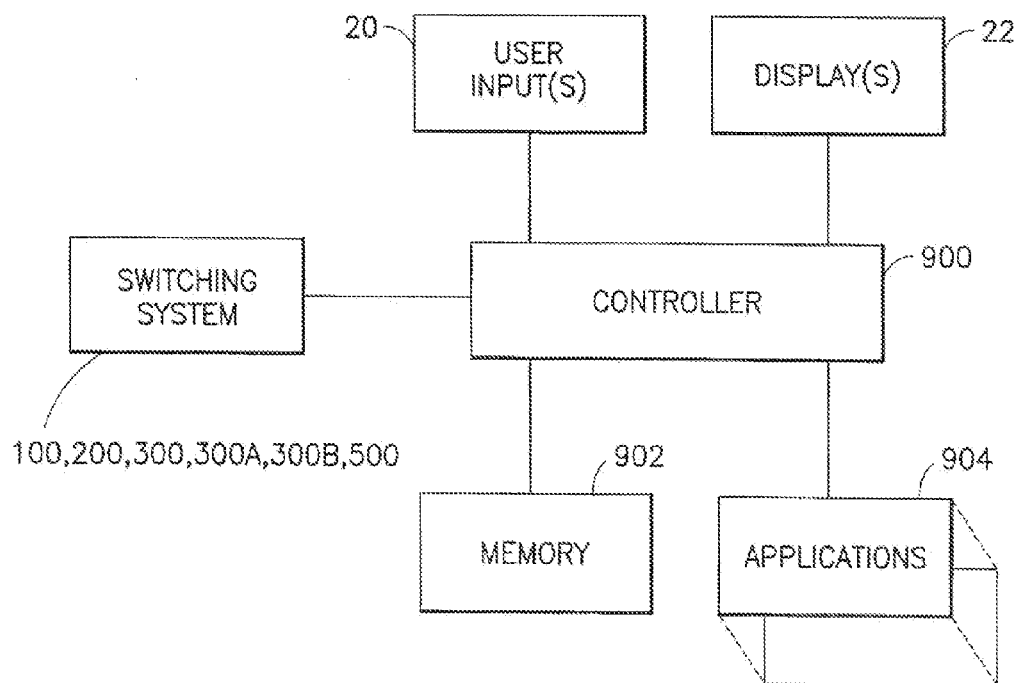 20
USER
INPUT(S)
22
DISPLAY(S)
SWITCHING
SYSTEM
CONTROLLER
900
100,200,300,300A,300B,500
902
MEMORY
904
APPLICATIONS